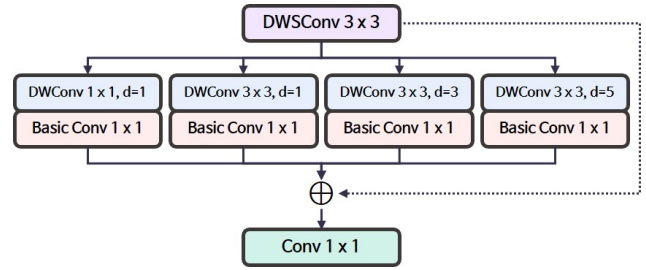 DWSConv 3 x 3
DWConv 1 x 1, d=1
Basic Conv 1 x 1
DWConv 3 x 3, d=1
Basic Conv 1 x 1
DWConv 3 x 3, d=3
Basic Conv 1 x 1
DWConv 3 x 3, d=5
Basic Conv 1 x 1
Conv 1 x 1